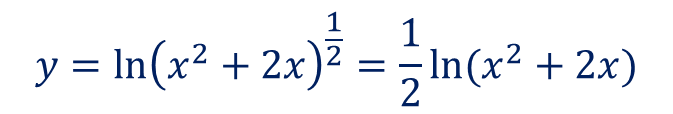 y = ln(x² + 2x)^(1/2) = 1/2 ln(x² + 2x)